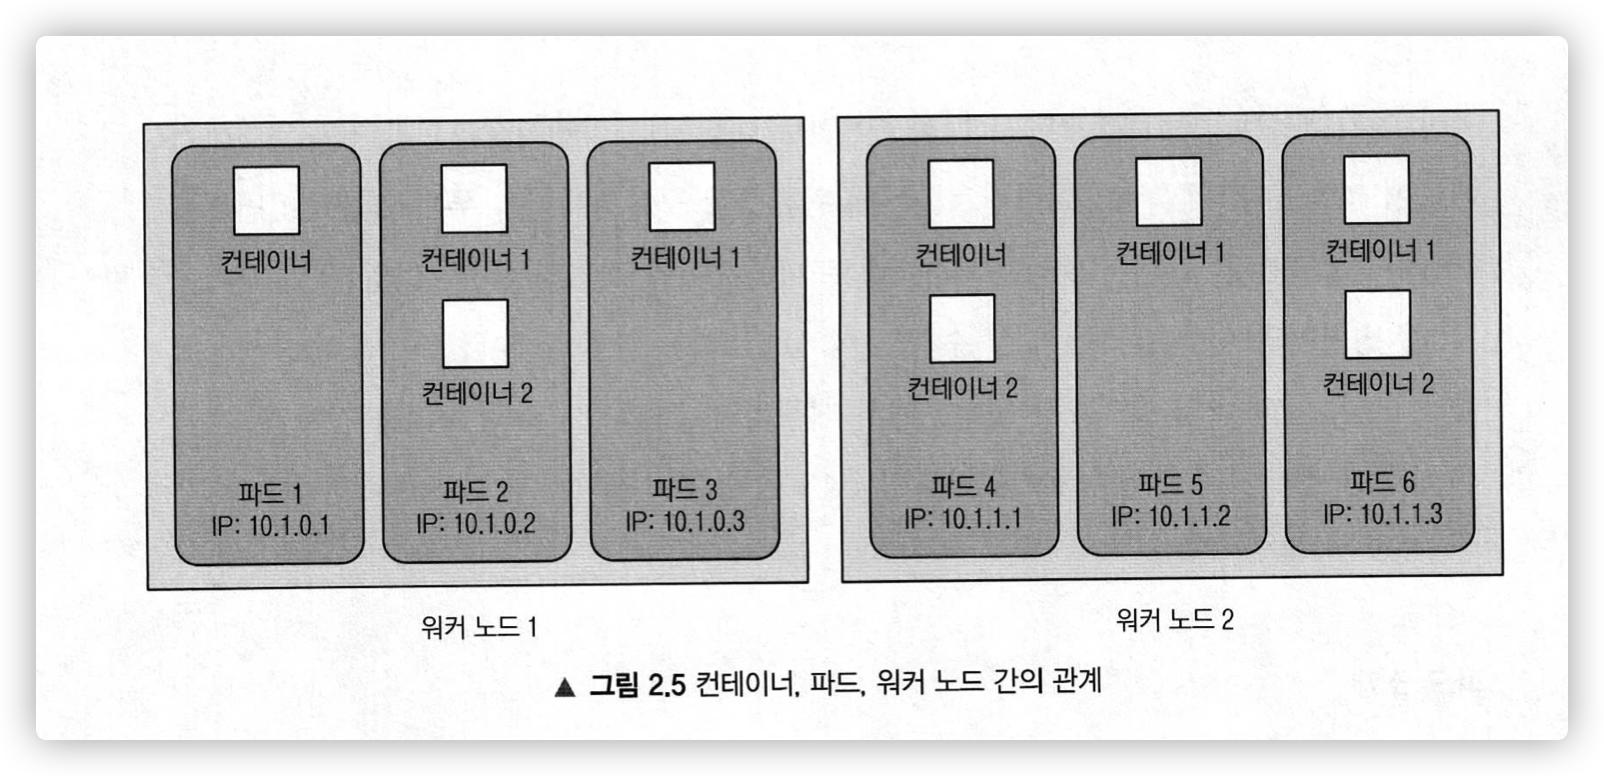 컨테이너
컨테이너 1
컨테이너 2
컨테이너 1
파드 1
IP: 10.1.0.1
파드 2
IP: 10.1.0.2
파드 3
IP: 10.1.0.3
워커 노드 1
컨테이너
컨테이너 2
컨테이너 1
컨테이너 1
컨테이너 2
파드 4
IP: 10.1.1.1
파드 5
IP: 10.1.1.2
파드 6
IP: 10.1.1.3
워커 노드 2
▲ 그림 2.5 컨테이너, 파드, 워커 노드 간의 관계